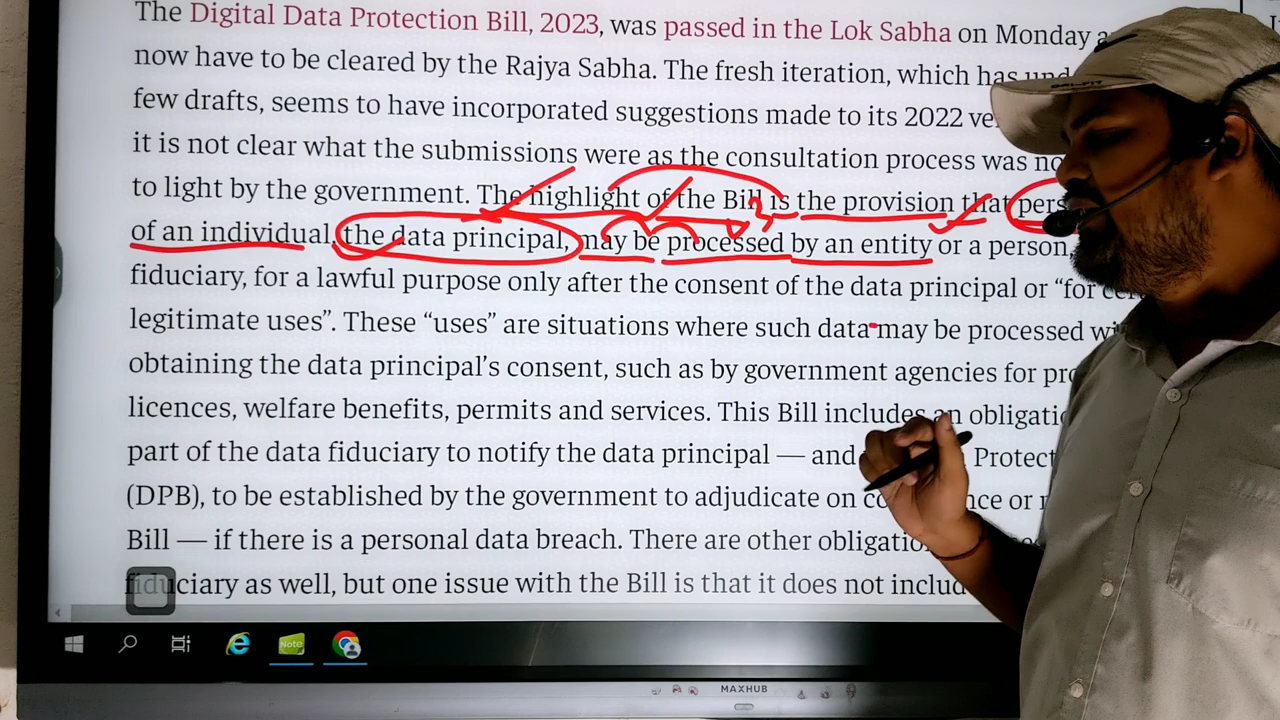 The Digital Data Protection Bill, 2023, was passed in the Lok Sabha on Monday
now have to be cleared by the Rajya Sabha. The fresh iteration, which has
few drafts, seems to have incorporated suggestions made to its 2022
it is not clear what the submissions were as the consultation process was
to light by the government. The highlight of the Bill is the provision that
of an individual, the data principal, may be processed by an entity or a person,
fiduciary, for a lawful purpose only after the consent of the data principal or “for
legitimate uses”. These “uses” are situations where such data may be processed
obtaining the data principal’s consent, such as by government agencies for
licences, welfare benefits, permits and services. This Bill includes an
part of the data fiduciary to notify the data principal — and
(DPB), to be established by the government to adjudicate on
Bill — if there is a personal data breach. There are other
fiduciary as well, but one issue with the Bill is that it does not
Note
MAXHUB